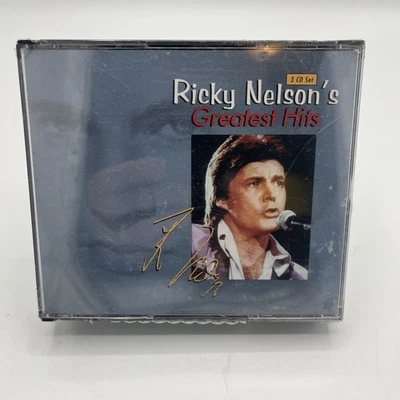 3 CD Set
Ricky Nelson's
Greatest Hits